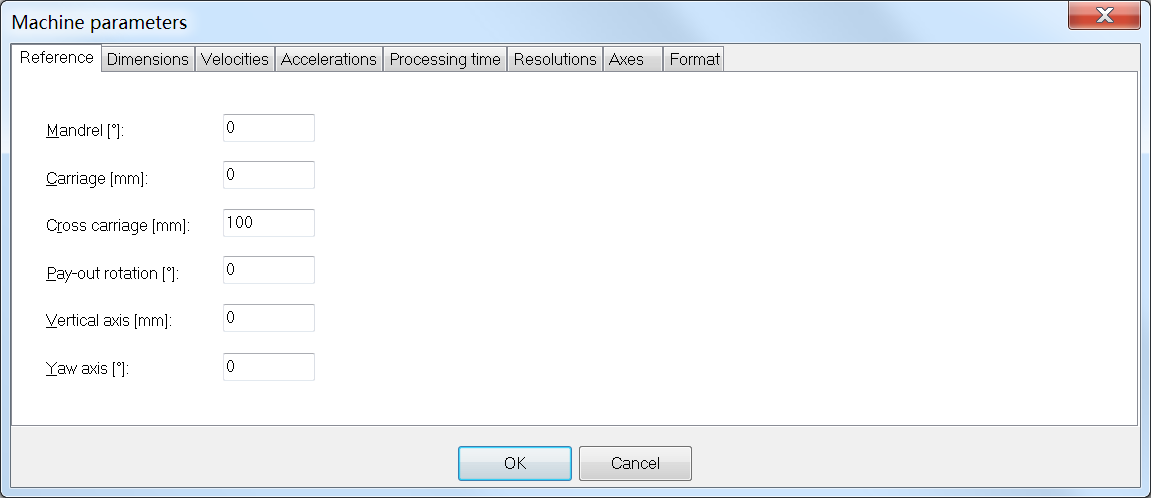 Machine parameters
Reference Dimensions Velocities Accelerations Processing time Resolutions Axes Format
Mandrel [°]: 0
Carriage [mm]: 0
Cross carriage [mm]: 100
Pay-out rotation [°]: 0
Vertical axis [mm]: 0
Yaw axis [°]: 0
OK Cancel